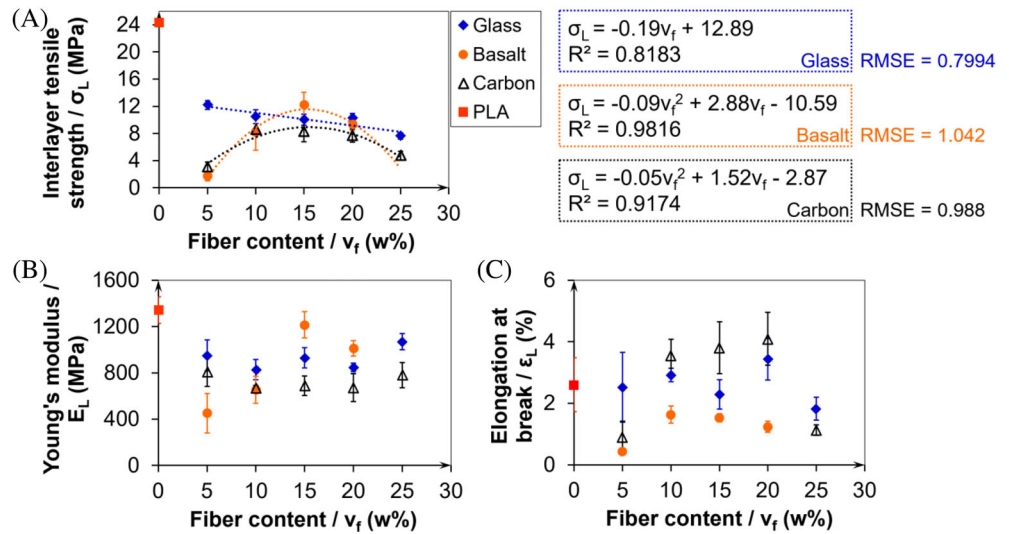 (A)
Interlayer tensile
strength / σL (MPa)
24
20
16
12
8
4
0
0 5 10 15 20 25 30
Fiber content / vf (w%)
Glass
Basalt
Carbon
PLA
σL = -0.19vf + 12.89
R² = 0.8183
Glass RMSE = 0.7994
σL = -0.09vf² + 2.88vf - 10.59
R² = 0.9816
Basalt RMSE = 1.042
σL = -0.05vf² + 1.52vf - 2.87
R² = 0.9174
Carbon RMSE = 0.988
(B)
Young's modulus /
EL (MPa)
1600
1200
800
400
0
0 5 10 15 20 25 30
Fiber content / vf (w%)
(C)
Elongation at
break / εL (%)
6
4
2
0
0 5 10 15 20 25 30
Fiber content / vf (w%)